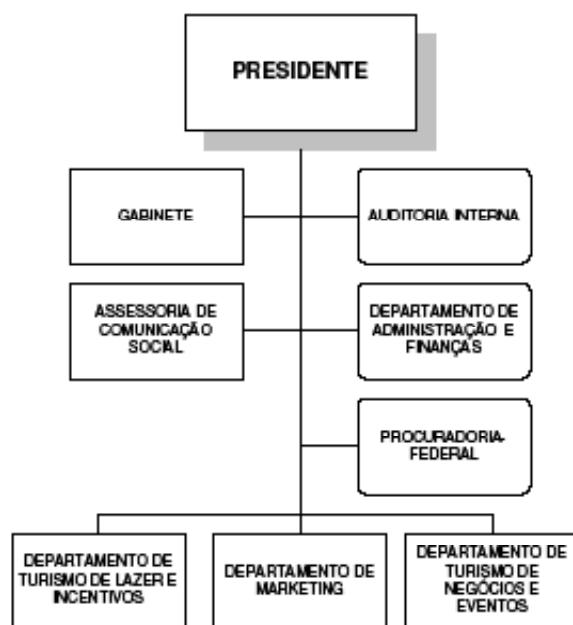 PRESIDENTE
GABINETE
AUDITORIA INTERNA
ASSESSORIA DE
COMUNICAÇÃO
SOCIAL
DEPARTAMENTO DE
ADMINISTRAÇÃO E
FINANÇAS
PROCURADORIA-
FEDERAL
DEPARTAMENTO DE
TURISMO DE LAZER E
INCENTIVOS
DEPARTAMENTO DE
MARKETING
DEPARTAMENTO DE
TURISMO DE
NEGÓCIOS E
EVENTOS